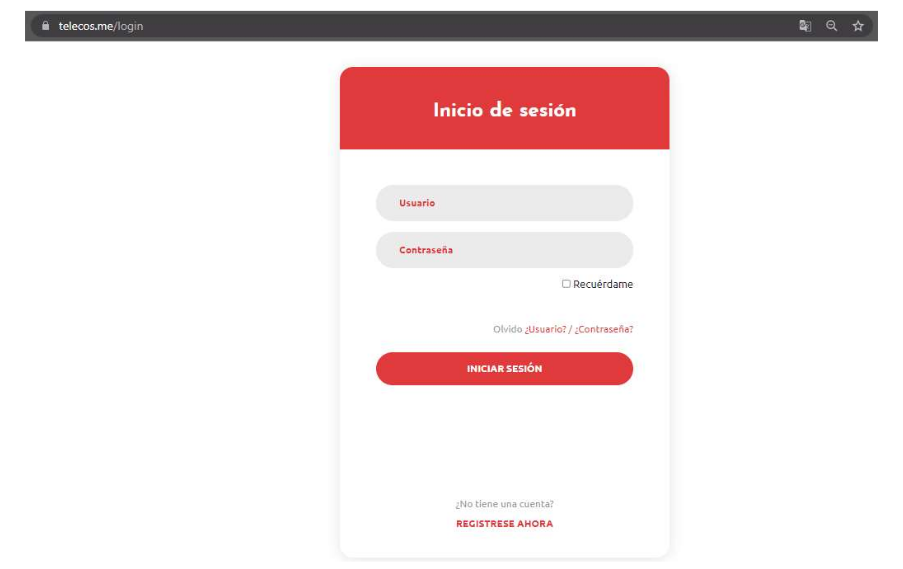 telecos.me/login
Inicio de sesión
Usuario
Contraseña
Recuérdame
Olvido ¿Usuario? / ¿Contraseña?
INICIAR SESIÓN
¿No tiene una cuenta?
REGISTRESE AHORA